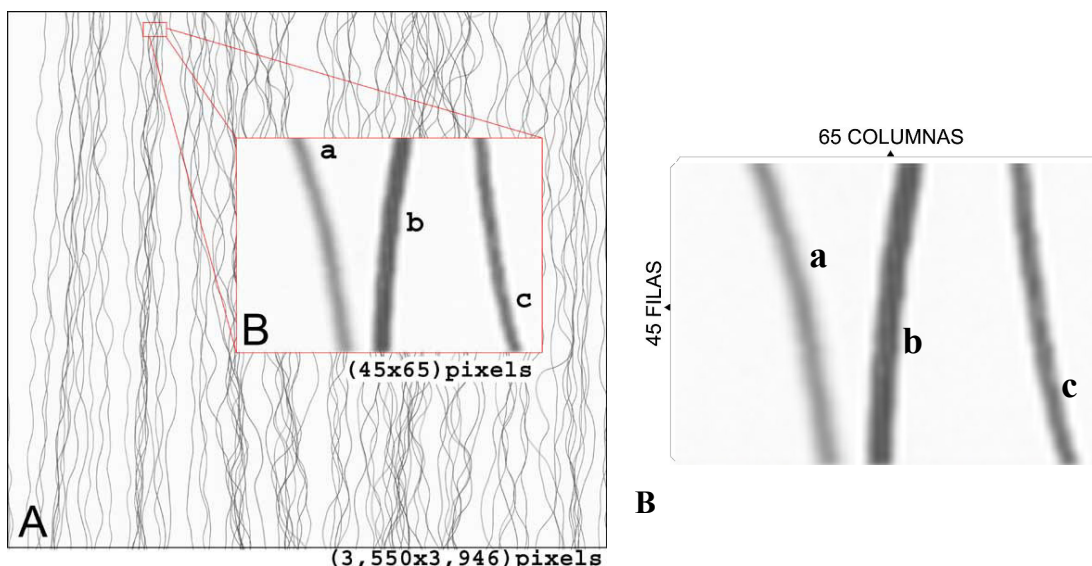 a
b
c
B
(45x65)pixels
A
(3,550x3,946)pixels
65 COLUMNAS
45 FILAS
a
b
c
B